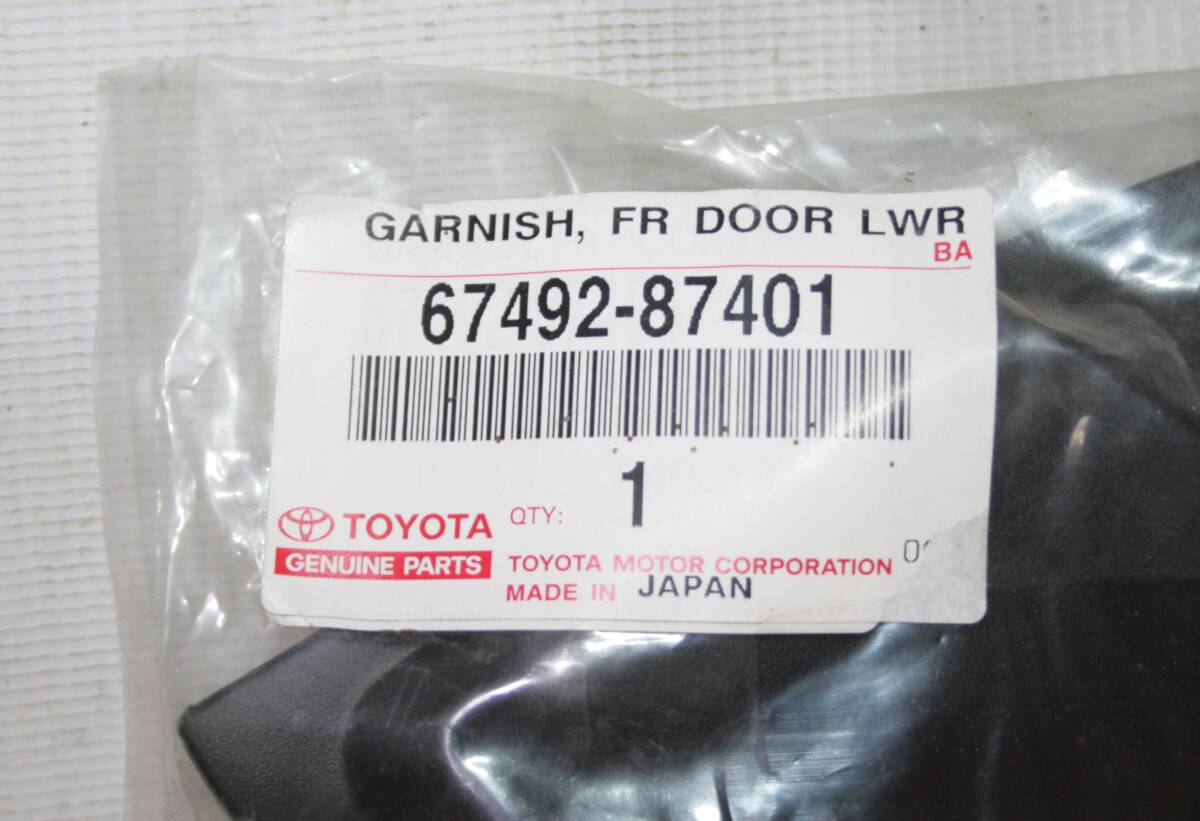 GARNISH, FR DOOR LWR
BA
67492-87401
1
TOYOTA QTY:
GENUINE PARTS TOYOTA MOTOR CORPORATION
MADE IN JAPAN